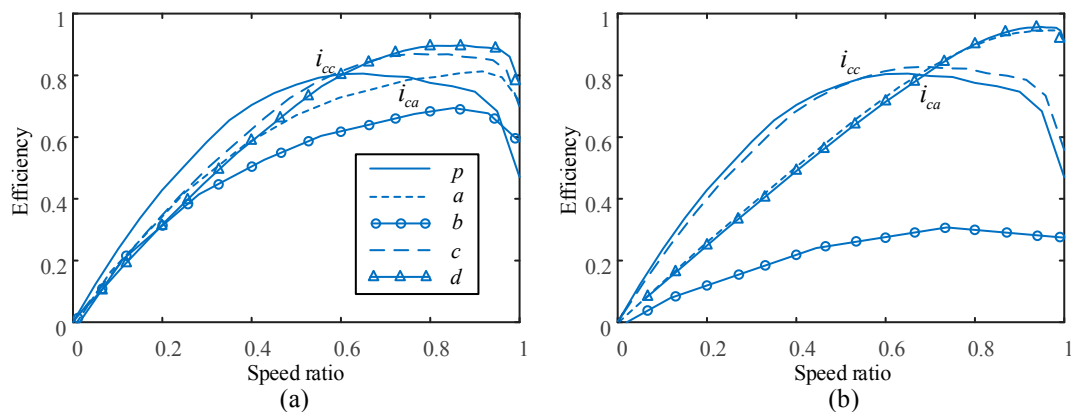 1
0.8
0.6
0.4
0.2
0
Efficiency
i_cc
i_ca
p
a
b
c
d
0 0.2 0.4 0.6 0.8 1
Speed ratio
(a)
1
0.8
0.6
0.4
0.2
0
Efficiency
i_cc
i_ca
0 0.2 0.4 0.6 0.8 1
Speed ratio
(b)